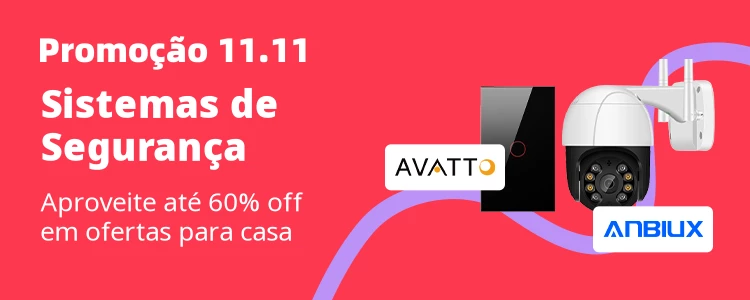 Promoção 11.11
Sistemas de
Segurança
Aproveite até 60% off
em ofertas para casa
AVATTO
ANBIUX